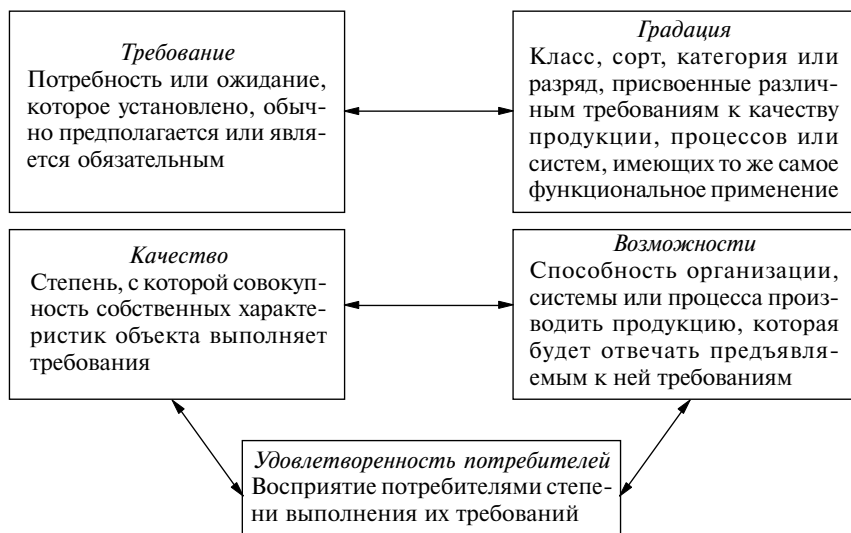 Требование
Потребность или ожидание,
которое установлено, обыч-
но предполагается или явля-
ется обязательным
Градация
Класс, сорт, категория или
разряд, присвоенные различ-
ным требованиям к качеству
продукции, процессов или
систем, имеющих то же самое
функциональное применение
Качество
Степень, с которой совокуп-
ность собственных характе-
ристик объекта выполняет
требования
Возможности
Способность организации,
системы или процесса произ-
водить продукцию, которая
будет отвечать предъявля-
емым к ней требованиям
Удовлетворенность потребителей
Восприятие потребителями степе-
ни выполнения их требований